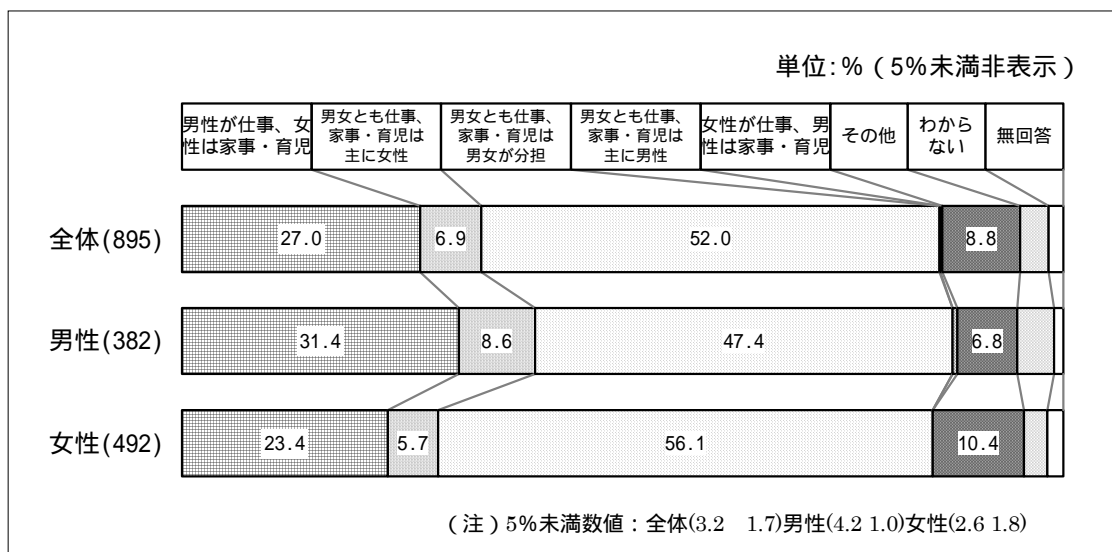 単位:%(5%未満非表示)
男性が仕事、女
性は家事・育児
男女とも仕事、
家事・育児は
主に女性
男女とも仕事、
家事・育児は
男女が分担
男女とも仕事、
家事・育児は
主に男性
女性が仕事、男
性は家事・育児
その他
わから
ない
無回答
全体(895)
27.0
6.9
52.0
8.8
男性(382)
31.4
8.6
47.4
6.8
女性(492)
23.4
5.7
56.1
10.4
(注)5%未満数値:全体(3.2 1.7)男性(4.2 1.0)女性(2.6 1.8)